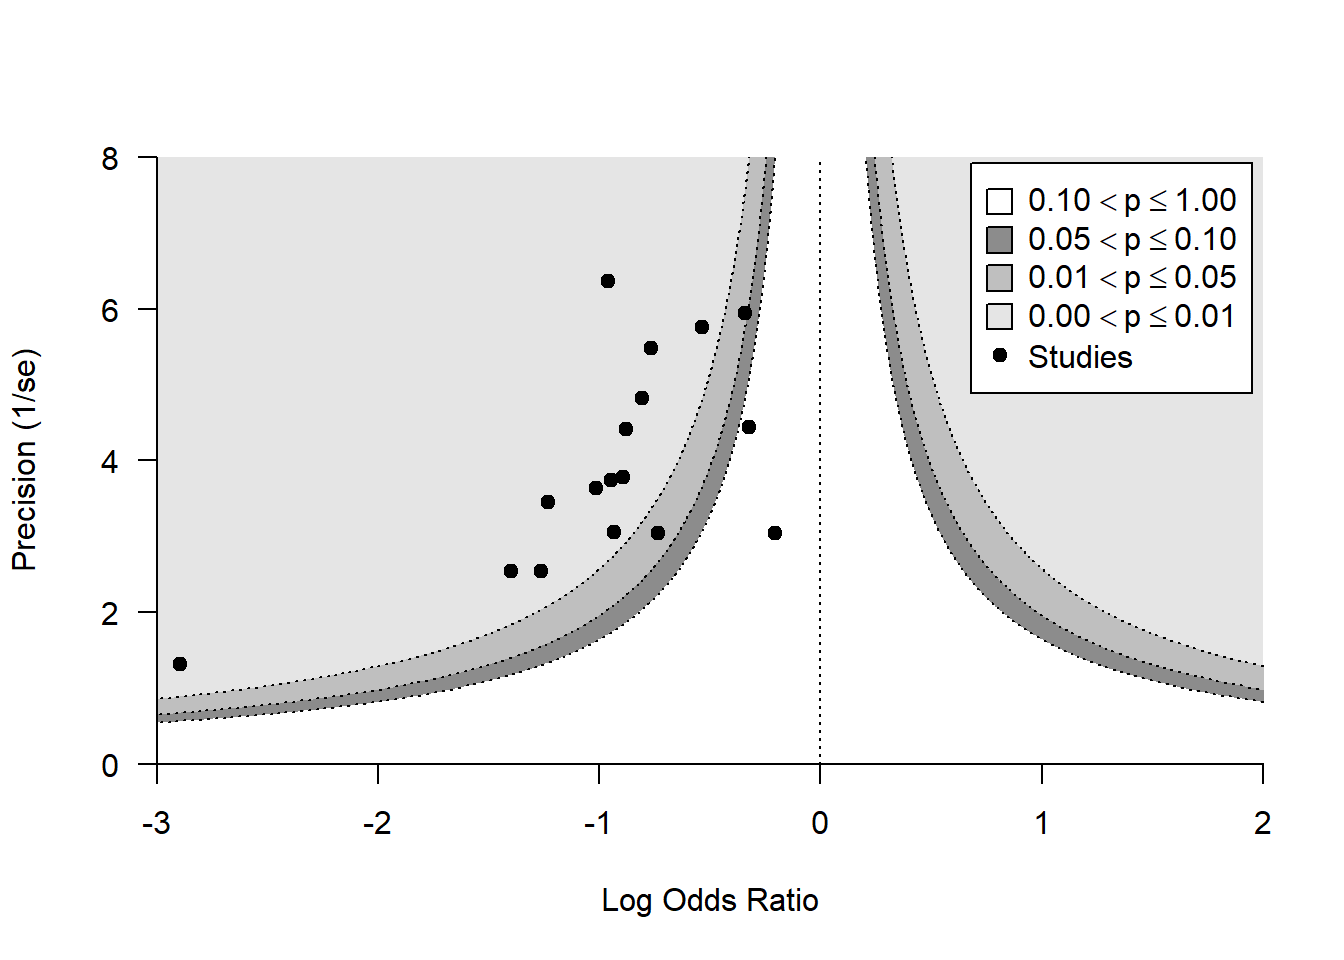 8
6
4
2
0
Precision (1/se)
0.10 < p ≤ 1.00
0.05 < p ≤ 0.10
0.01 < p ≤ 0.05
0.00 < p ≤ 0.01
Studies
-3 -2 -1 0 1 2
Log Odds Ratio